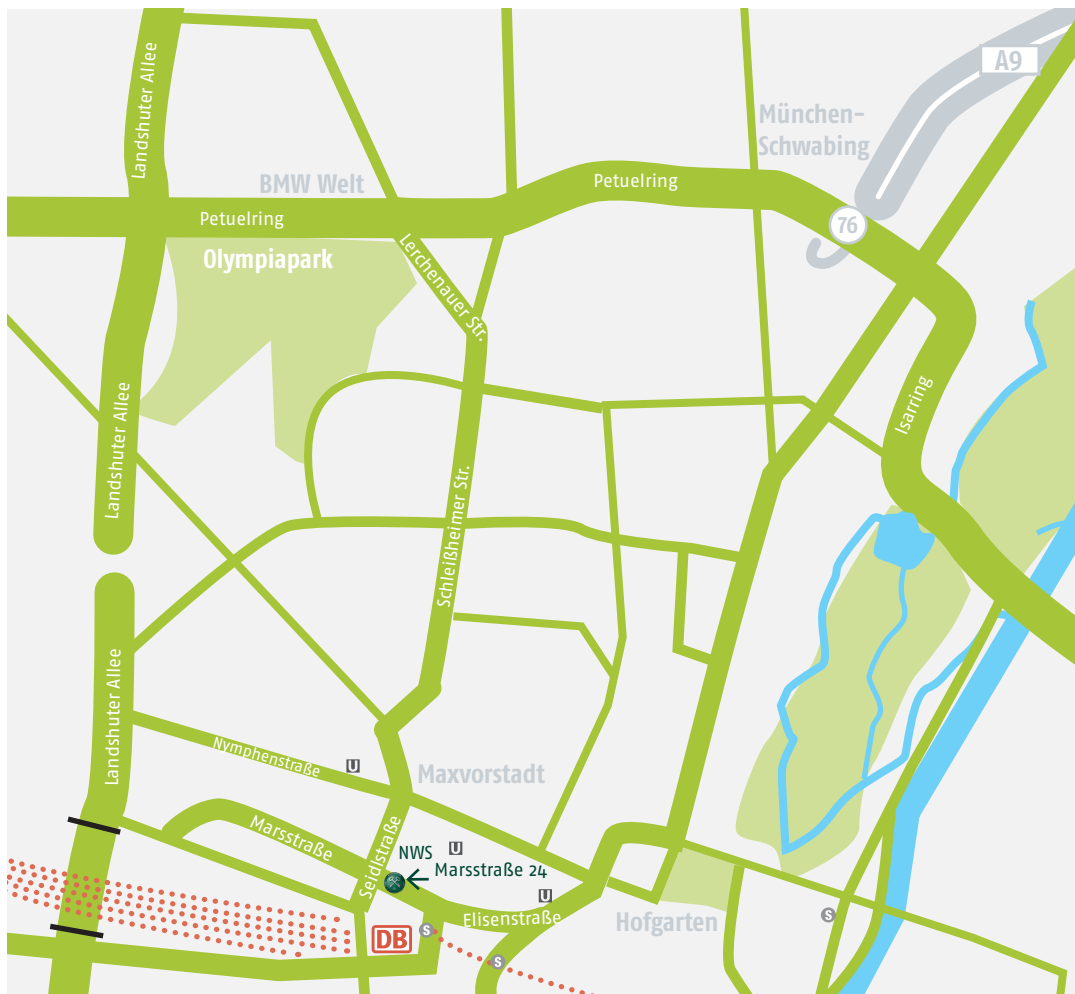 A9
Landshuter Allee
München-
Schwabing
BMW Welt
Petuelring
Petuelring
76
Olympiapark
Lerchenauer Str.
Isarring
Landshuter Allee
Schleißheimer Str.
Landshuter Allee
Nymphenstraße
U
Maxvorstadt
Marsstraße
Seidlstraße
NWS
U
Marsstraße 24
U
Elisenstraße
Hofgarten
S
DB
S
S